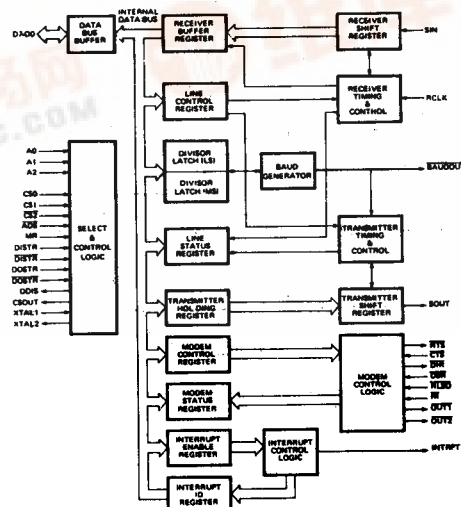 INTERNAL
DATA BUS
D7-D0
DATA
BUS
BUFFER
RECEIVER
BUFFER
REGISTER
RECEIVER
SHIFT
REGISTER
SIN
LINE
CONTROL
REGISTER
RECEIVER
TIMING
&
CONTROL
RCLK
A0
A1
A2
CS0
CS1
CS2
ADS
MR
DISTR
DISTR
DOSTR
DOSTR
DDIS
CSOUT
XTAL1
XTAL2
SELECT
&
CONTROL
LOGIC
DIVISOR
LATCH (LS)
DIVISOR
LATCH (MS)
BAUD
GENERATOR
BAUDOUT
LINE
STATUS
REGISTER
TRANSMITTER
TIMING
&
CONTROL
TRANSMITTER
HOLDING
REGISTER
TRANSMITTER
SHIFT
REGISTER
SOUT
MODEM
CONTROL
REGISTER
MODEM
STATUS
REGISTER
MODEM
CONTROL
LOGIC
RTS
CTS
DTR
DSR
RLSD
RI
OUT1
OUT2
INTERRUPT
ENABLE
REGISTER
INTERRUPT
CONTROL
LOGIC
INTRPT
INTERRUPT
ID
REGISTER